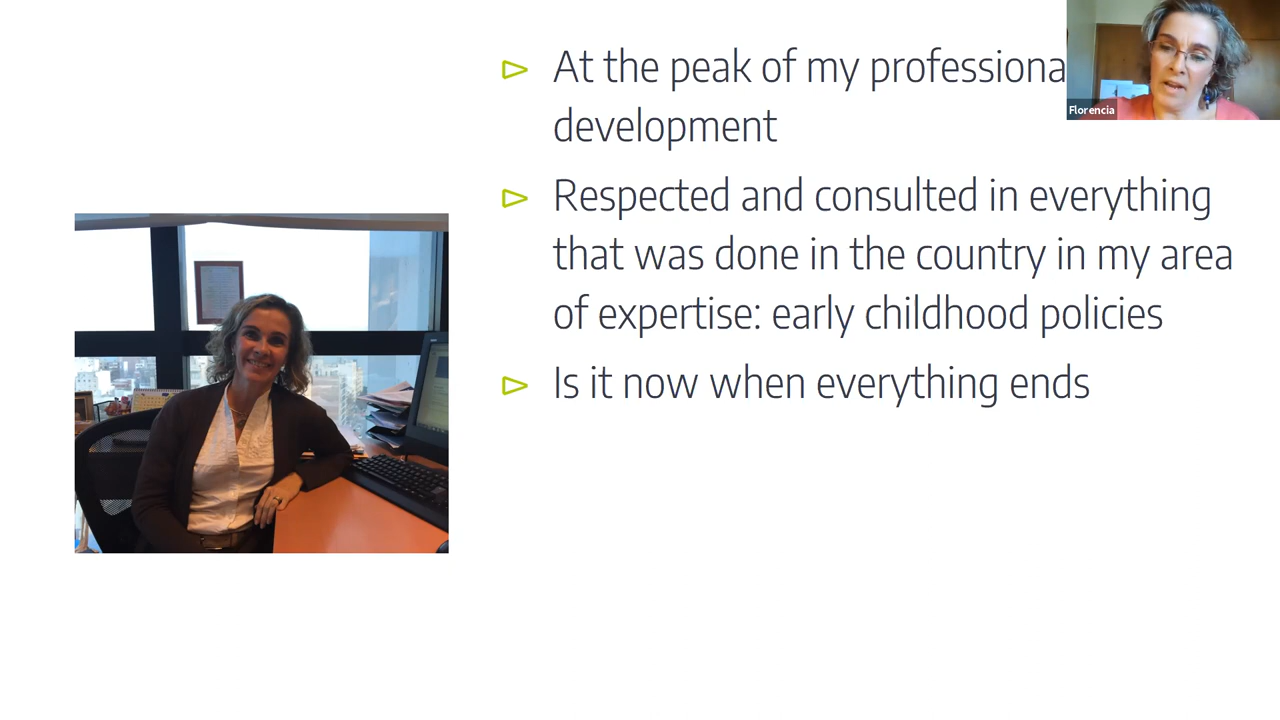 At the peak of my professiona
development
Respected and consulted in everything
that was done in the country in my area
of expertise: early childhood policies
Is it now when everything ends
Florencia